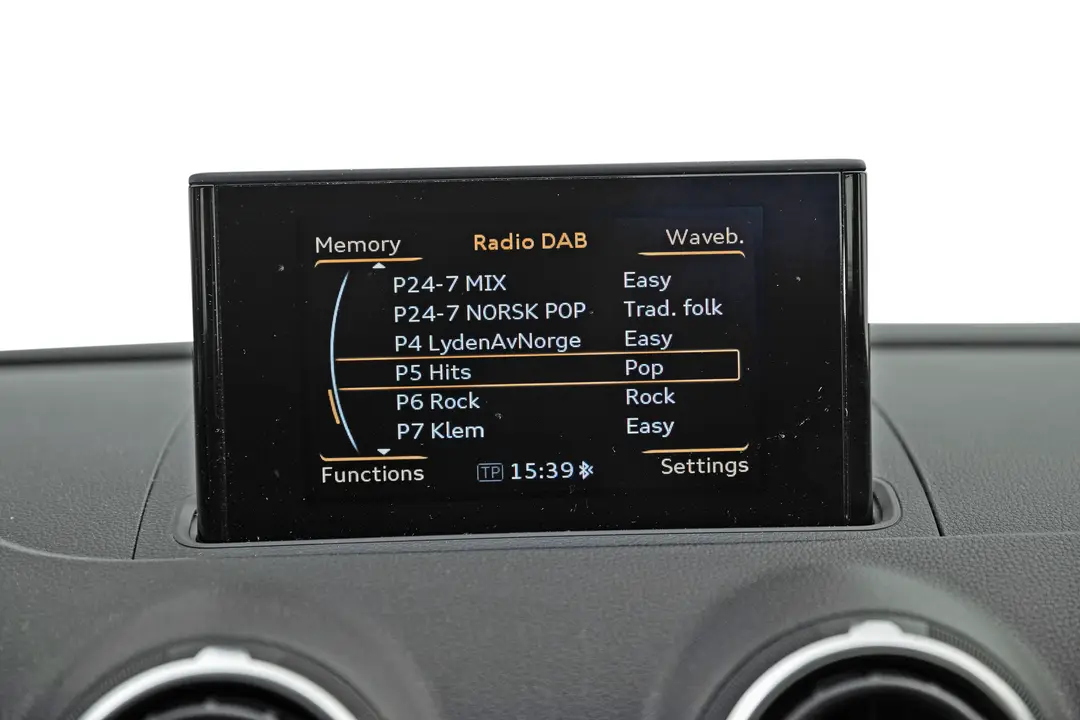 Memory Radio DAB Waveb.
P24-7 MIX Easy
P24-7 NORSK POP Trad. folk
P4 LydenAvNorge Easy
P5 Hits Pop
P6 Rock Rock
P7 Klem Easy
Functions TP 15:39 Settings